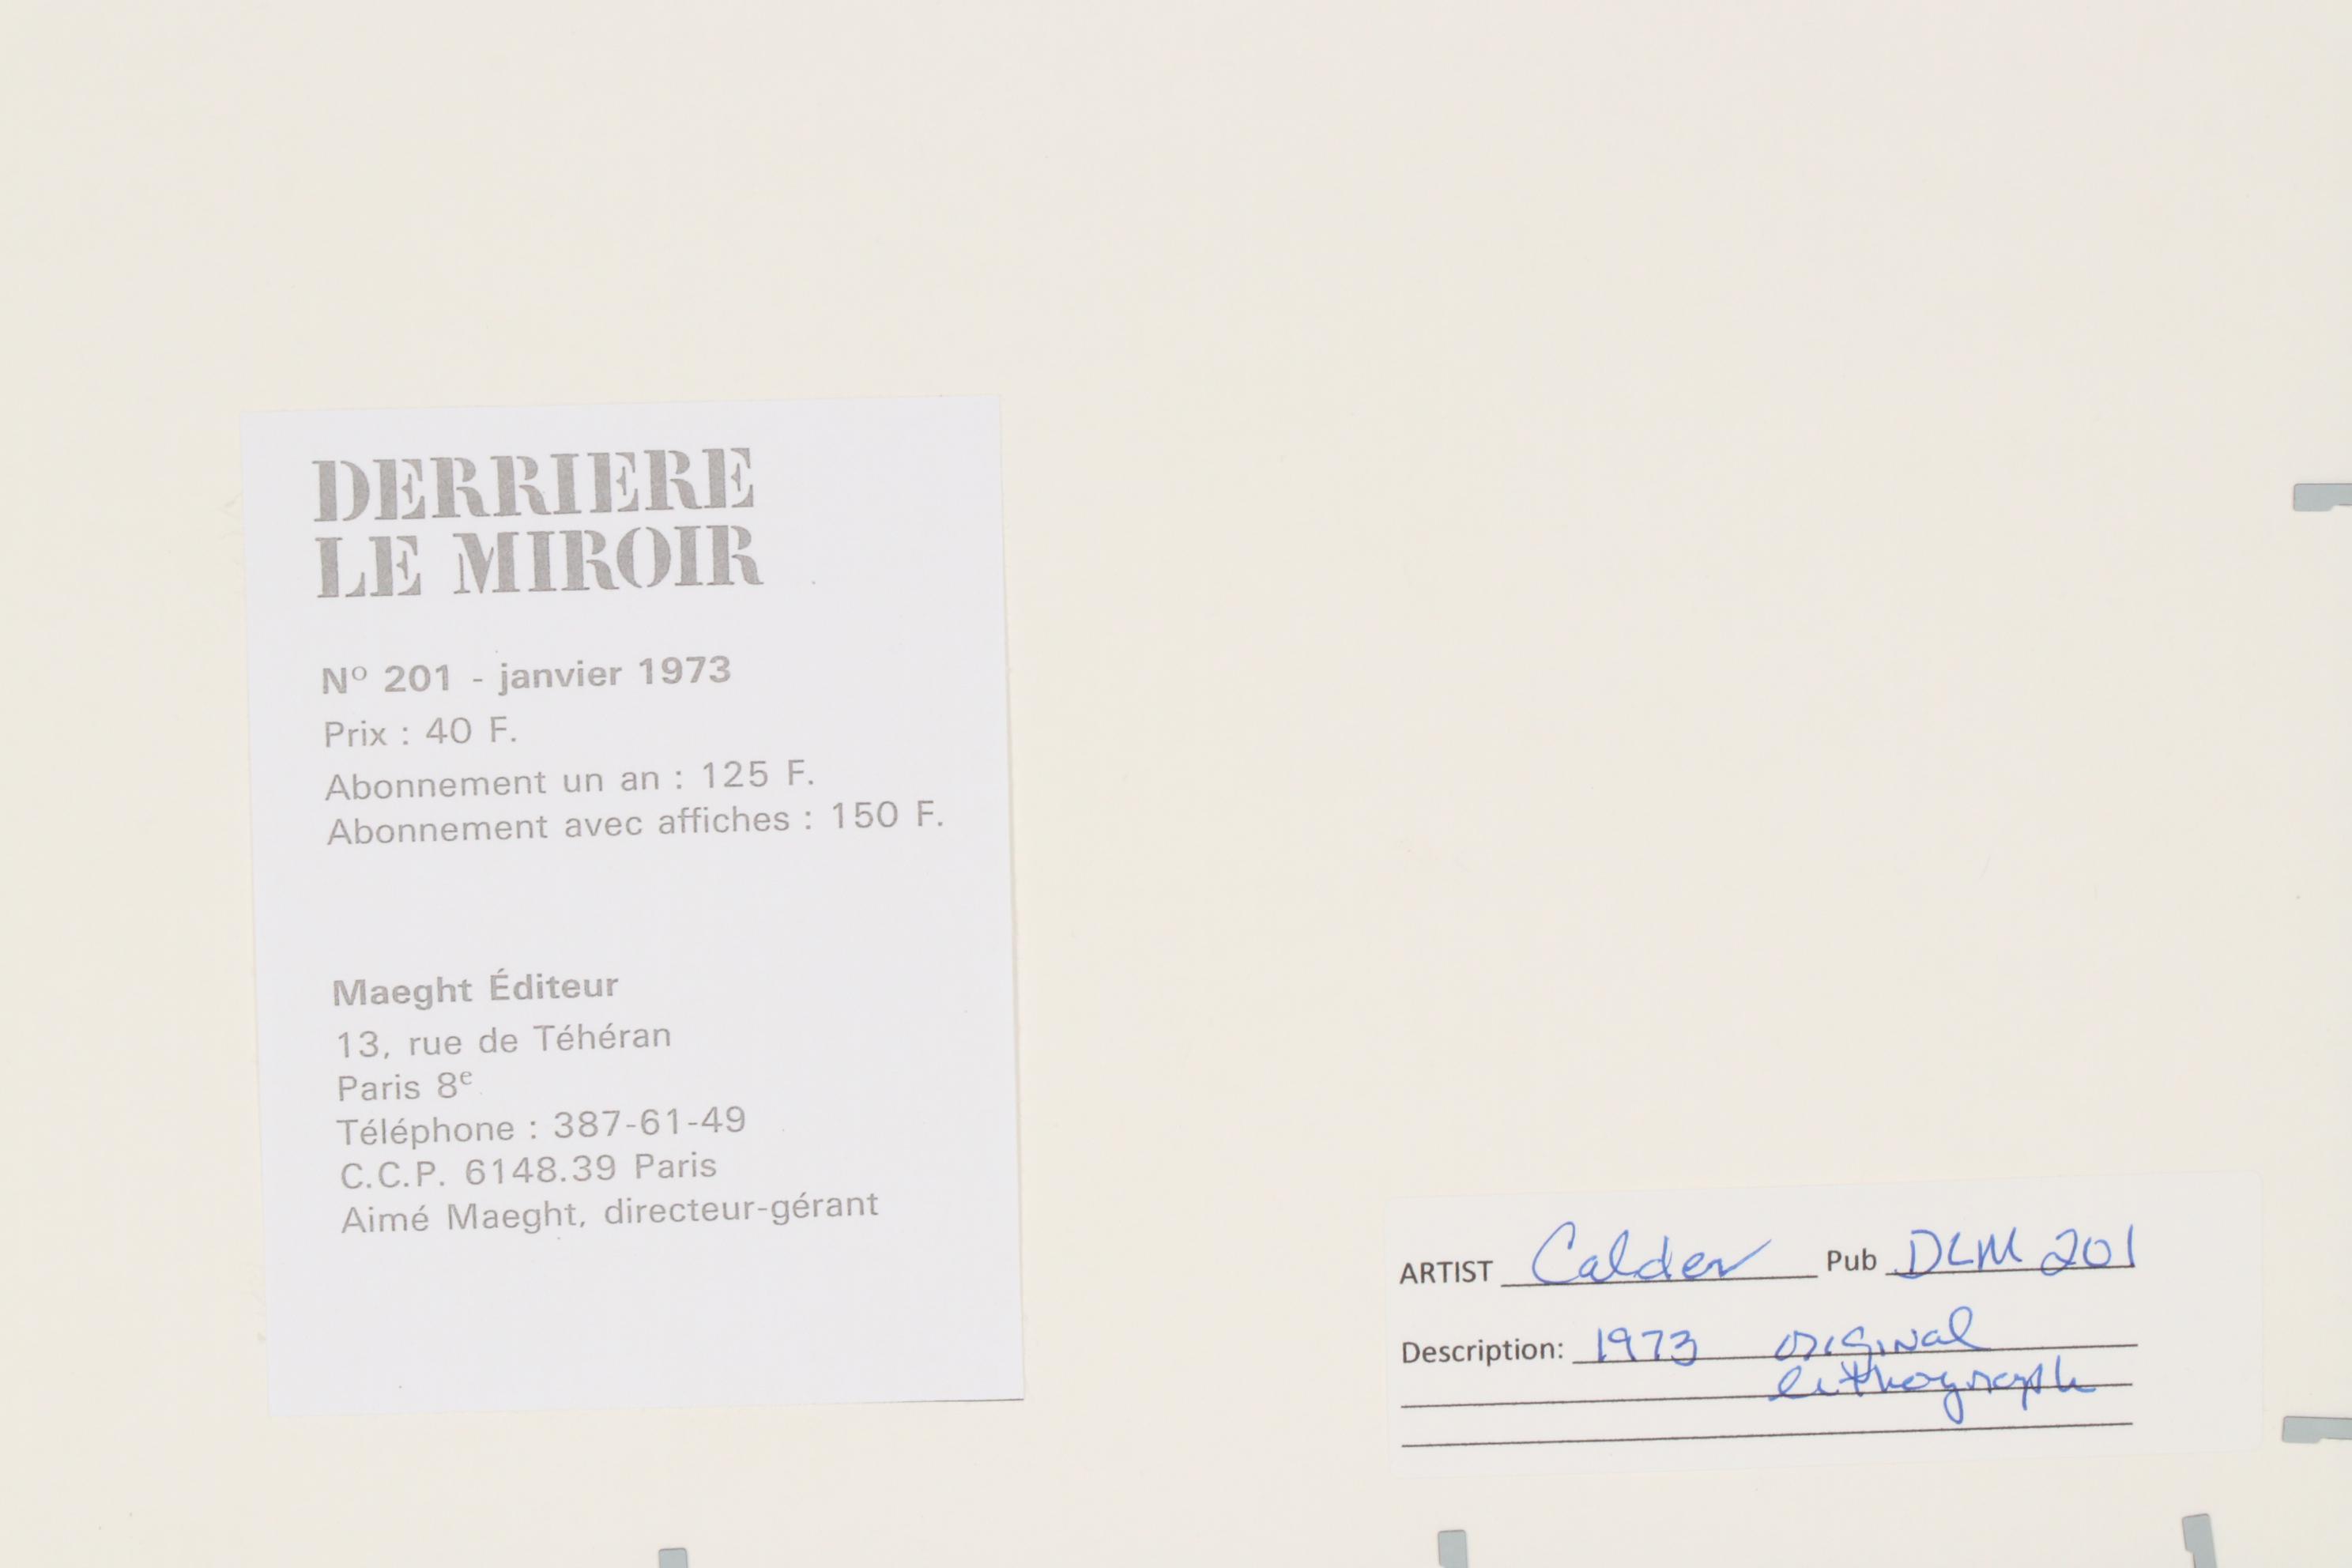 DERRIERE
LE MIROIR
Nº 201 - janvier 1973
Prix : 40 F.
Abonnement un an : 125 F.
Abonnement avec affiches : 150 F.
Maeght Éditeur
13, rue de Téhéran
Paris 8e
Téléphone : 387-61-49
C.C.P. 6148.39 Paris
Aimé Maeght, directeur-gérant
ARTIST Calder Pub DLM 201
Description: 1973 original
lithograph